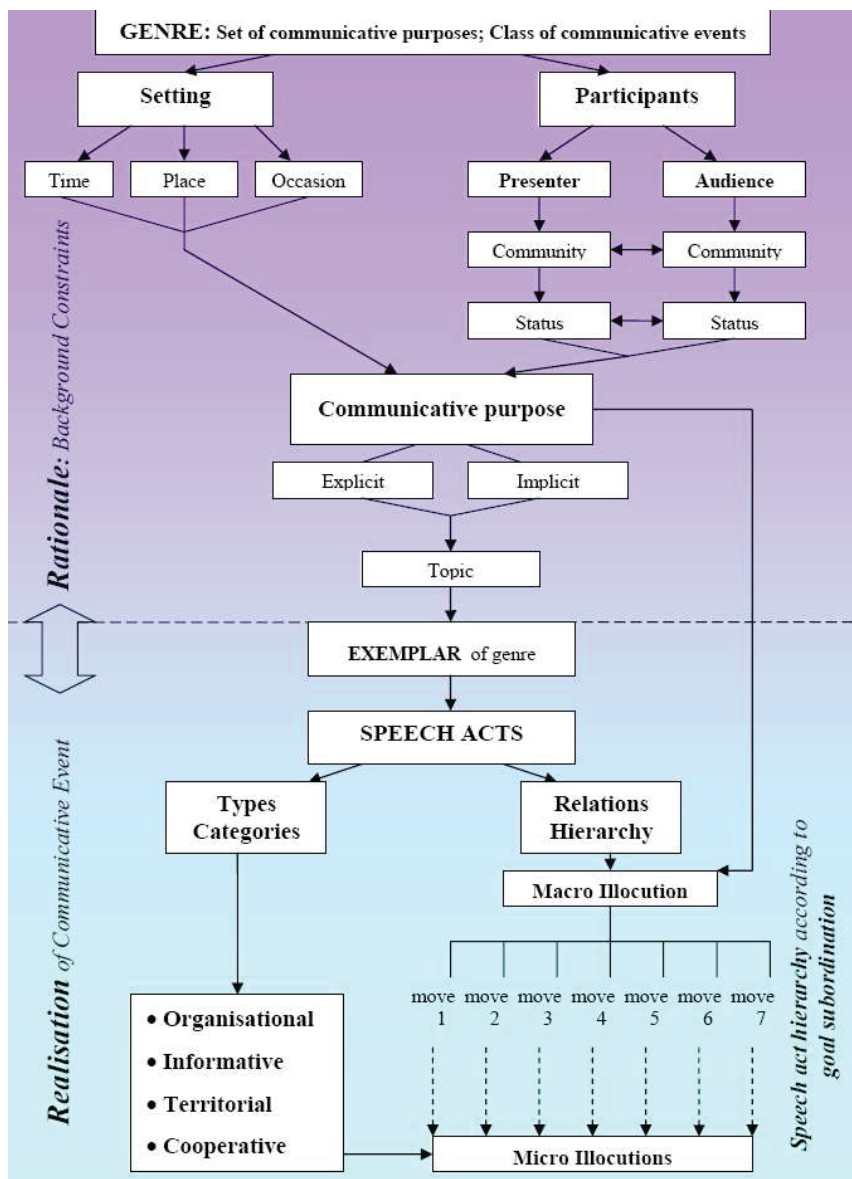 GENRE: Set of communicative purposes; Class of communicative events
Setting
Participants
Time
Place
Occasion
Presenter
Audience
Community
Community
Status
Status
Communicative purpose
Explicit
Implicit
Topic
Rationale: Background Constraints
EXEMPLAR of genre
SPEECH ACTS
Types
Categories
Relations
Hierarchy
Macro Illocution
move
1
move
2
move
3
move
4
move
5
move
6
move
7
• Organisational
• Informative
• Territorial
• Cooperative
Micro Illocutions
Realisation of Communicative Event
Speech act hierarchy according to
goal subordination